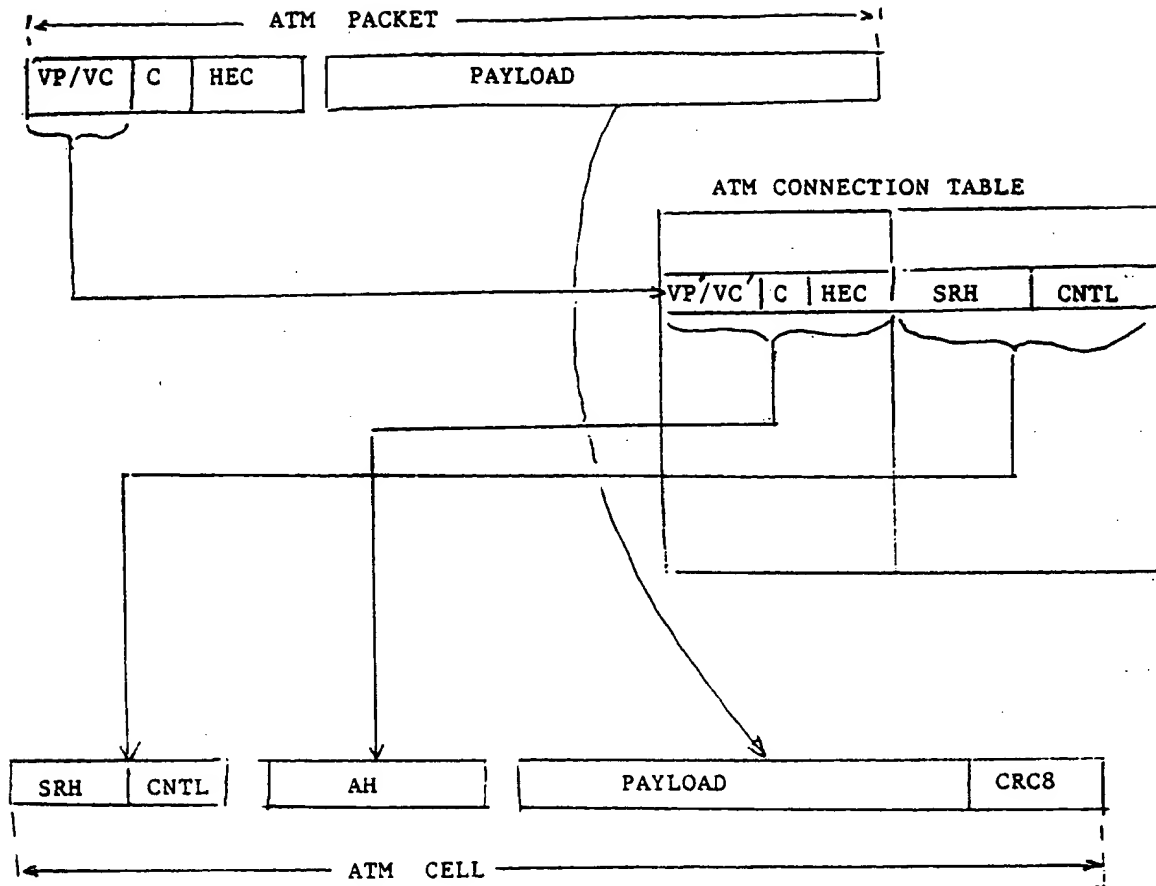 ATM PACKET
VP/VC C HEC PAYLOAD
ATM CONNECTION TABLE
VP'/VC' C HEC SRH CNTL
SRH CNTL AH PAYLOAD CRC8
ATM CELL